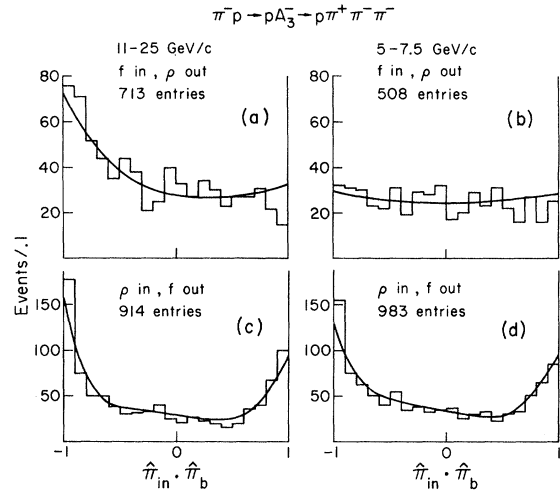 π⁻p → pA₃⁻ → pπ⁺π⁻π⁻
11-25 GeV/c
f in, ρ out
713 entries
(a)
5-7.5 GeV/c
f in, ρ out
508 entries
(b)
80
60
40
20
80
60
40
20
Events/.1
ρ in, f out
914 entries
(c)
ρ in, f out
983 entries
(d)
150
100
50
150
100
50
-1 0 1
-1 0 1
π̂in · π̂b
π̂in · π̂b